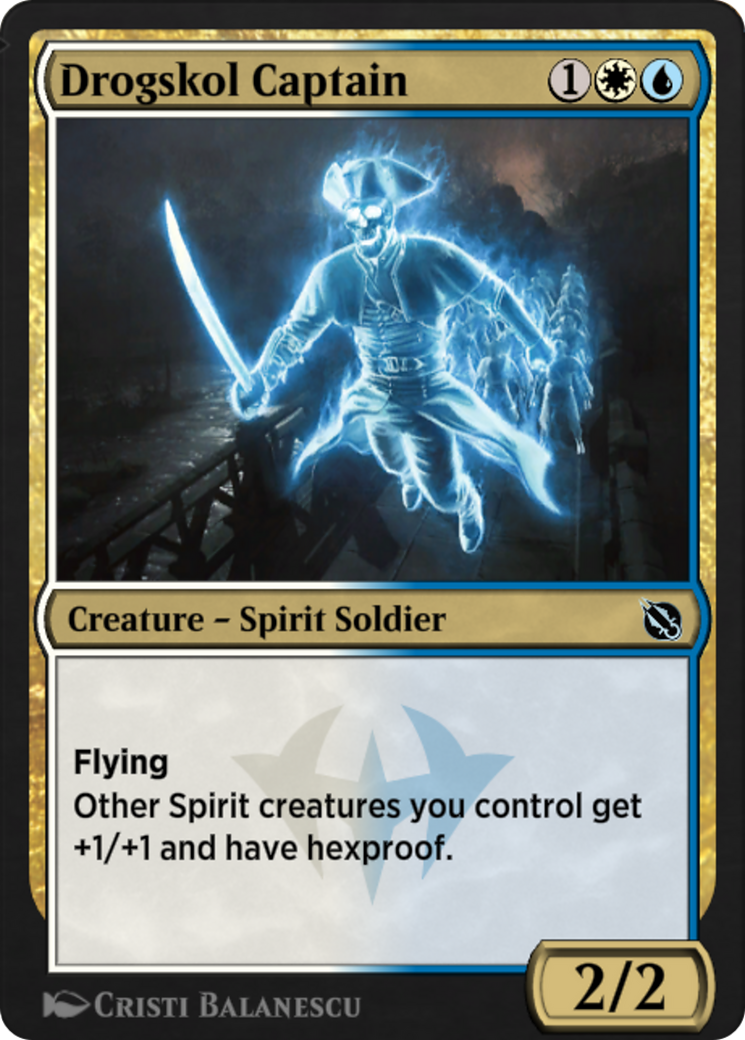 Drogskol Captain 1
Creature – Spirit Soldier
Flying
Other Spirit creatures you control get
+1/+1 and have hexproof.
2/2
Cristi Balanescu